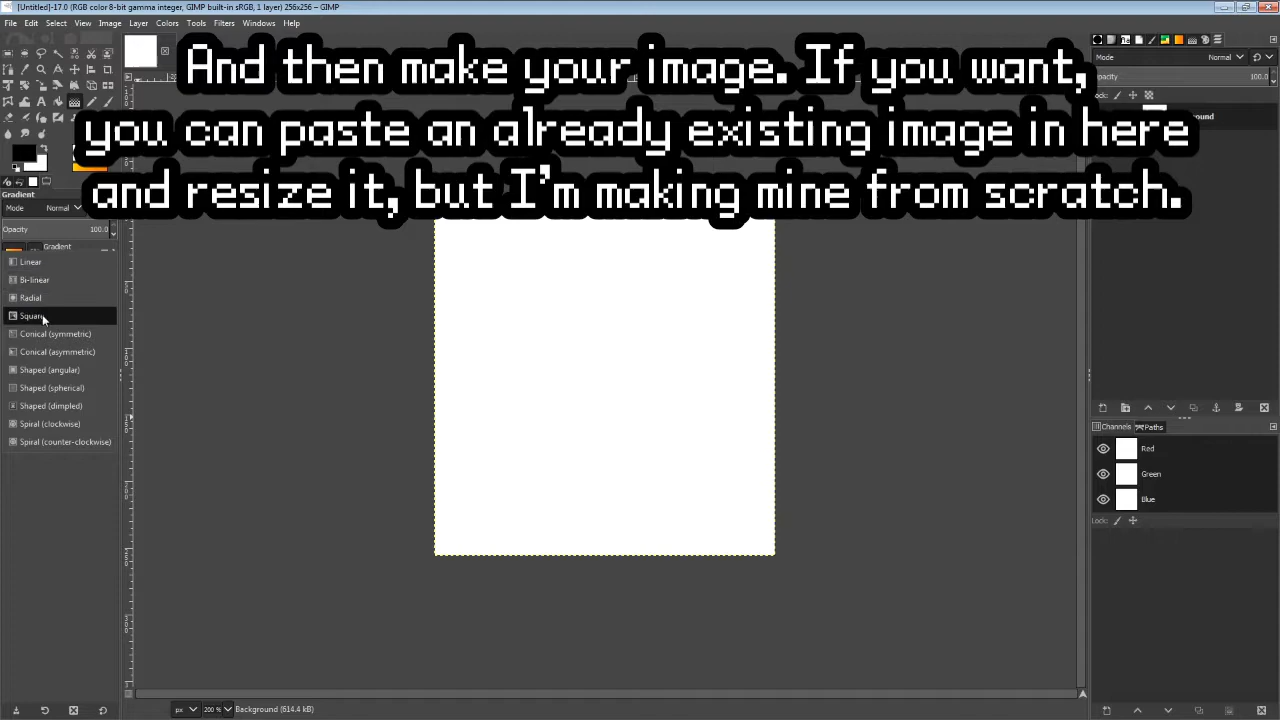 [Untitled]-17.0 (RGB color 8-bit gamma integer, GIMP built-in sRGB, 1 layer) 256x256 – GIMP
File Edit Select View Image Layer Colors Tools Filters Windows Help
And then make your image. If you want,
you can paste an already existing image in here
and resize it, but I'm making mine from scratch.
Mode Normal
Opacity 100.0
Gradient
Mode Normal
Opacity 100.0
Gradient
Linear
Bi-linear
Radial
Square
Conical (symmetric)
Conical (asymmetric)
Shaped (angular)
Shaped (spherical)
Shaped (dimpled)
Spiral (clockwise)
Spiral (counter-clockwise)
Channels Paths
Red
Green
Blue
Lock:
px 200 % Background (614.4 kB)